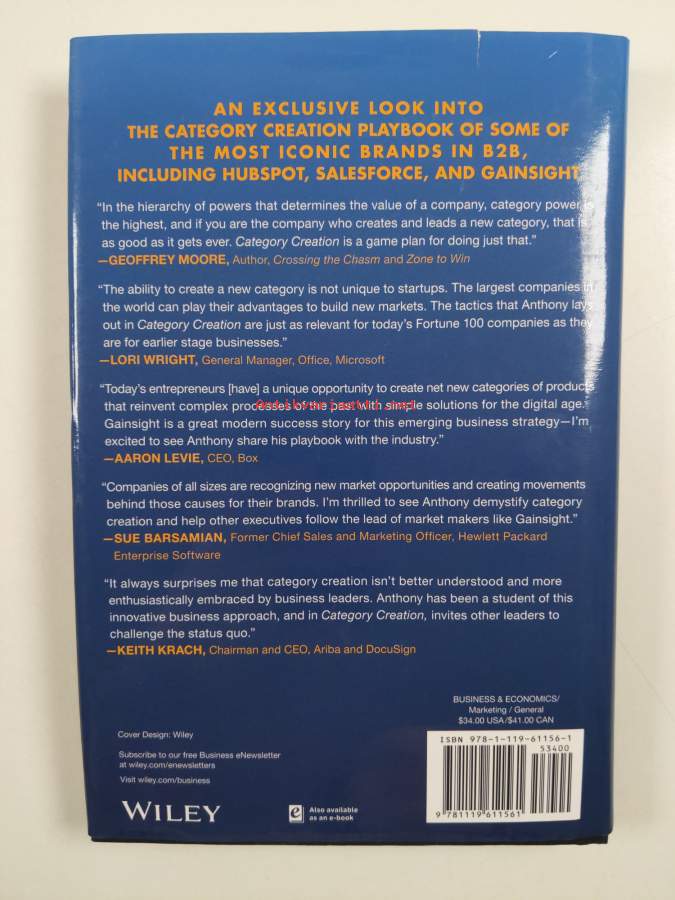 AN EXCLUSIVE LOOK INTO
THE CATEGORY CREATION PLAYBOOK OF SOME OF
THE MOST ICONIC BRANDS IN B2B,
INCLUDING HUBSPOT, SALESFORCE, AND GAINSIGHT
“In the hierarchy of powers that determines the value of a company, category power is
the highest, and if you are the company who creates and leads a new category, that is
as good as it gets ever. Category Creation is a game plan for doing just that.”
—GEOFFREY MOORE, Author, Crossing the Chasm and Zone to Win
“The ability to create a new category is not unique to startups. The largest companies in
the world can play their advantages to build new markets. The tactics that Anthony lays
out in Category Creation are just as relevant for today’s Fortune 100 companies as they
are for earlier stage businesses.”
—LORI WRIGHT, General Manager, Office, Microsoft
“Today’s entrepreneurs [have] a unique opportunity to create net new categories of products
that reinvent complex processes of the past with simple solutions for the digital age.
Gainsight is a great modern success story for this emerging business strategy—I’m
excited to see Anthony share his playbook with the industry.”
—AARON LEVIE, CEO, Box
“Companies of all sizes are recognizing new market opportunities and creating movements
behind those causes for their brands. I’m thrilled to see Anthony demystify category
creation and help other executives follow the lead of market makers like Gainsight.”
—SUE BARSAMIAN, Former Chief Sales and Marketing Officer, Hewlett Packard
Enterprise Software
“It always surprises me that category creation isn’t better understood and more
enthusiastically embraced by business leaders. Anthony has been a student of this
innovative business approach, and in Category Creation, invites other leaders to
challenge the status quo.”
—KEITH KRACH, Chairman and CEO, Ariba and DocuSign
BUSINESS & ECONOMICS/
Marketing / General
$34.00 USA/$41.00 CAN
Cover Design: Wiley
Subscribe to our free Business eNewsletter
at wiley.com/enewsletters
Visit wiley.com/business
WILEY
e
Also available
as an e-book
ISBN 978-1-119-61156-1
53400
9 781119 611561